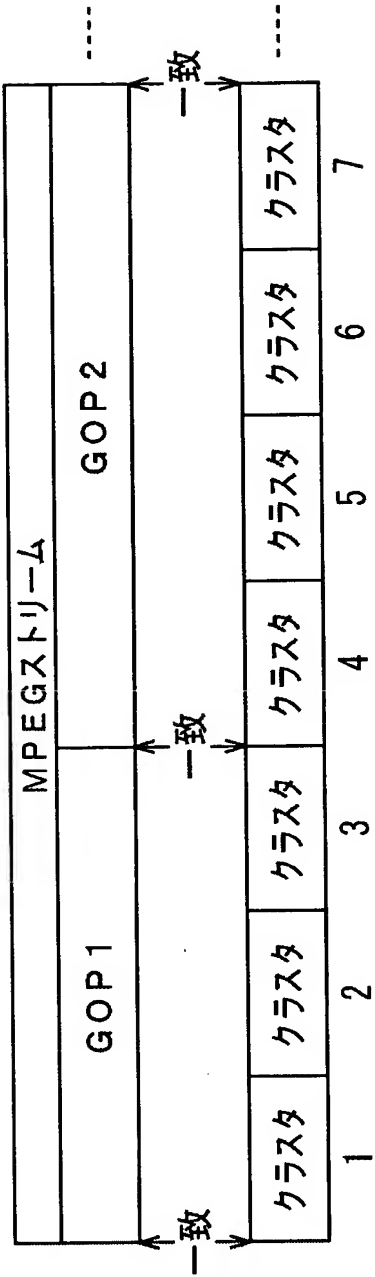 MPEGストリーム
GOP1 GOP2
一致 一致 一致
クラスタ クラスタ クラスタ クラスタ クラスタ クラスタ クラスタ
1 2 3 4 5 6 7